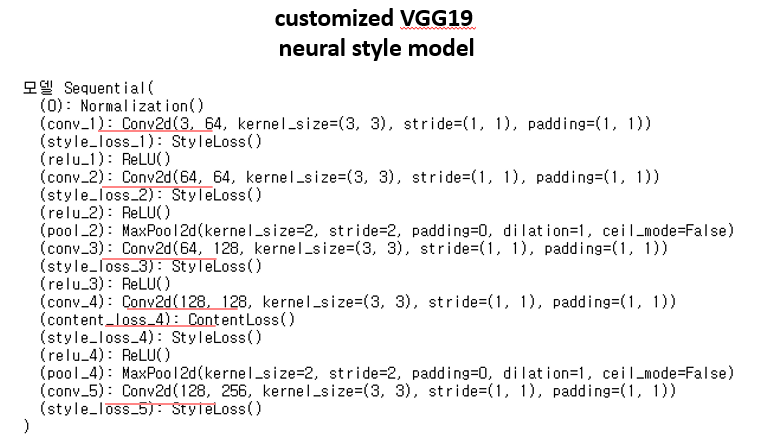 customized VGG19
neural style model
모델 Sequential(
(0): Normalization()
(conv_1): Conv2d(3, 64, kernel_size=(3, 3), stride=(1, 1), padding=(1, 1))
(style_loss_1): StyleLoss()
(relu_1): ReLU()
(conv_2): Conv2d(64, 64, kernel_size=(3, 3), stride=(1, 1), padding=(1, 1))
(style_loss_2): StyleLoss()
(relu_2): ReLU()
(pool_2): MaxPool2d(kernel_size=2, stride=2, padding=0, dilation=1, ceil_mode=False)
(conv_3): Conv2d(64, 128, kernel_size=(3, 3), stride=(1, 1), padding=(1, 1))
(style_loss_3): StyleLoss()
(relu_3): ReLU()
(conv_4): Conv2d(128, 128, kernel_size=(3, 3), stride=(1, 1), padding=(1, 1))
(content_loss_4): ContentLoss()
(style_loss_4): StyleLoss()
(relu_4): ReLU()
(pool_4): MaxPool2d(kernel_size=2, stride=2, padding=0, dilation=1, ceil_mode=False)
(conv_5): Conv2d(128, 256, kernel_size=(3, 3), stride=(1, 1), padding=(1, 1))
(style_loss_5): StyleLoss()
)